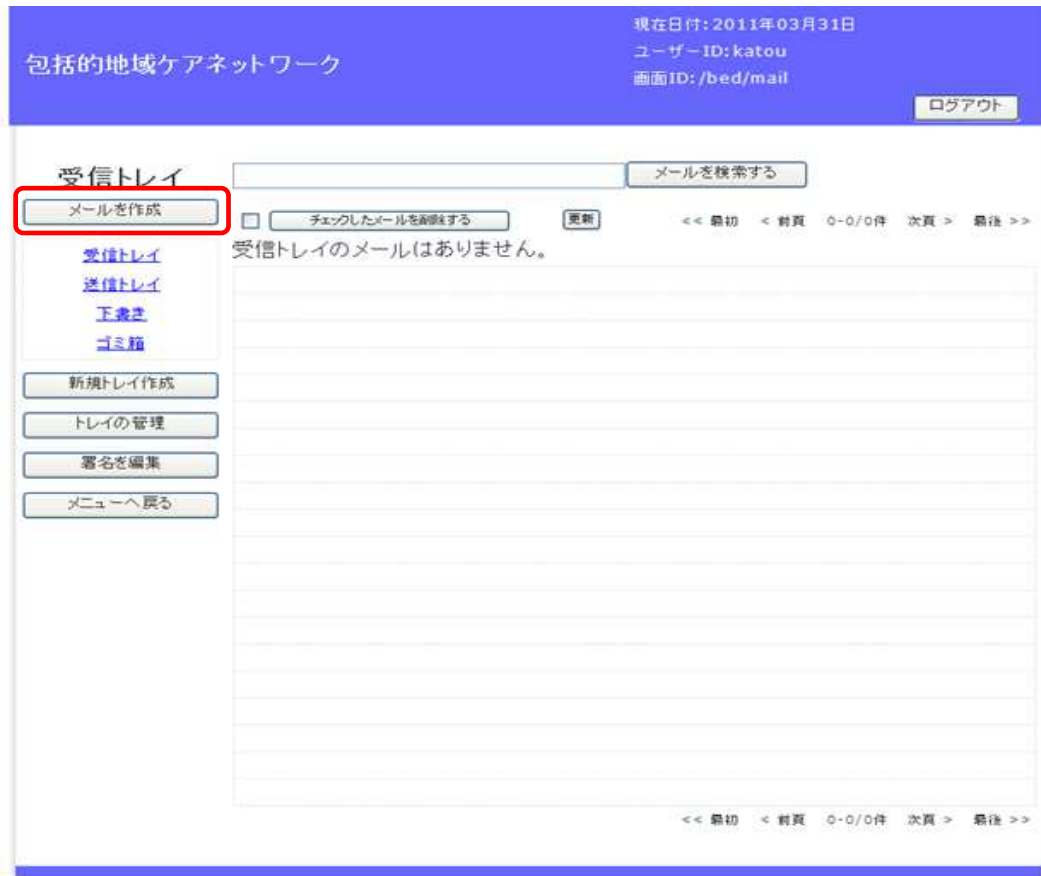 現在日付:2011年03月31日
包括的地域ケアネットワーク
ユーザーID:katou
画面ID:/bed/mail
ログアウト
受信トレイ
メールを検索する
メールを作成
チェックしたメールを削除する
更新
<< 最初 < 前頁 0-0/0件 次頁 > 最後 >>
受信トレイのメールはありません。
受信トレイ
送信トレイ
下書き
ゴミ箱
新規トレイ作成
トレイの管理
署名を編集
メニューへ戻る
<< 最初 < 前頁 0-0/0件 次頁 > 最後 >>